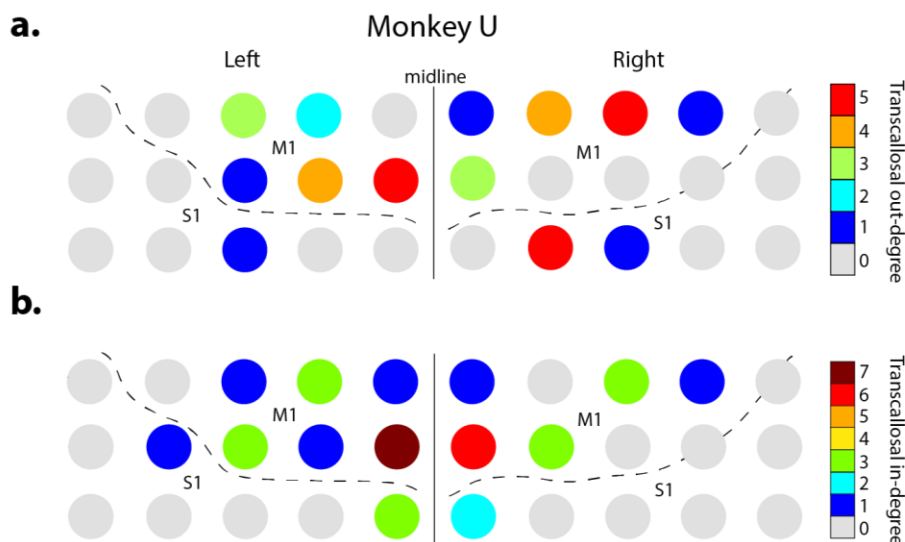 a.
Monkey U
Left
midline
Right
M1
M1
S1
S1
5
4
3
2
1
0
Transcallosal out-degree
b.
M1
M1
S1
S1
7
6
5
4
3
2
1
0
Transcallosal in-degree